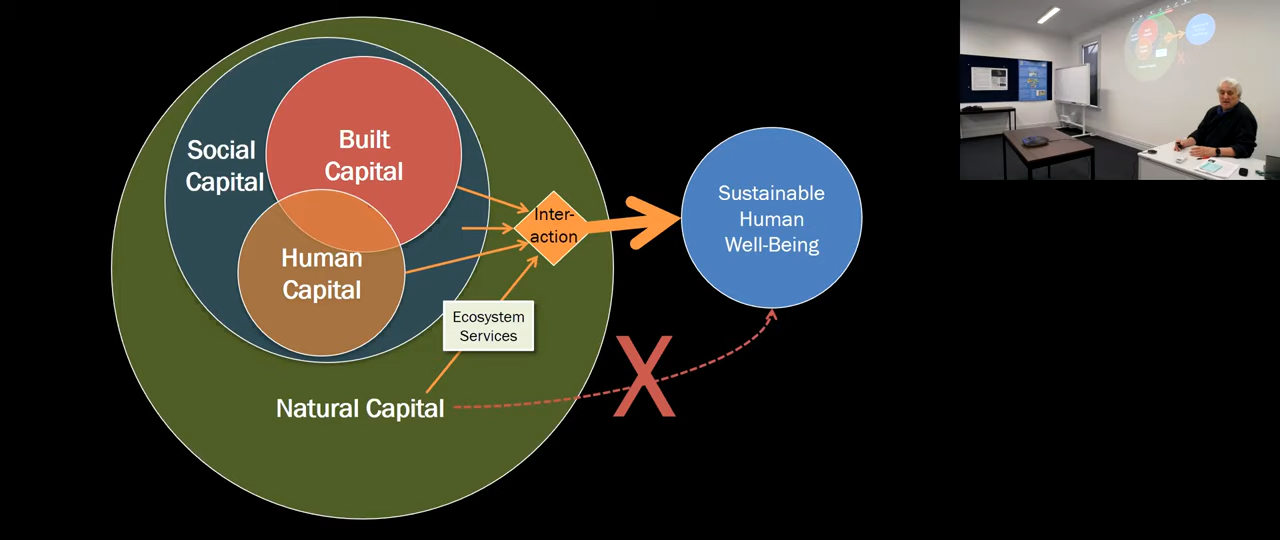 Social
Capital
Built
Capital
Human
Capital
Inter-
action
Ecosystem
Services
Natural Capital
X
Sustainable
Human
Well-Being